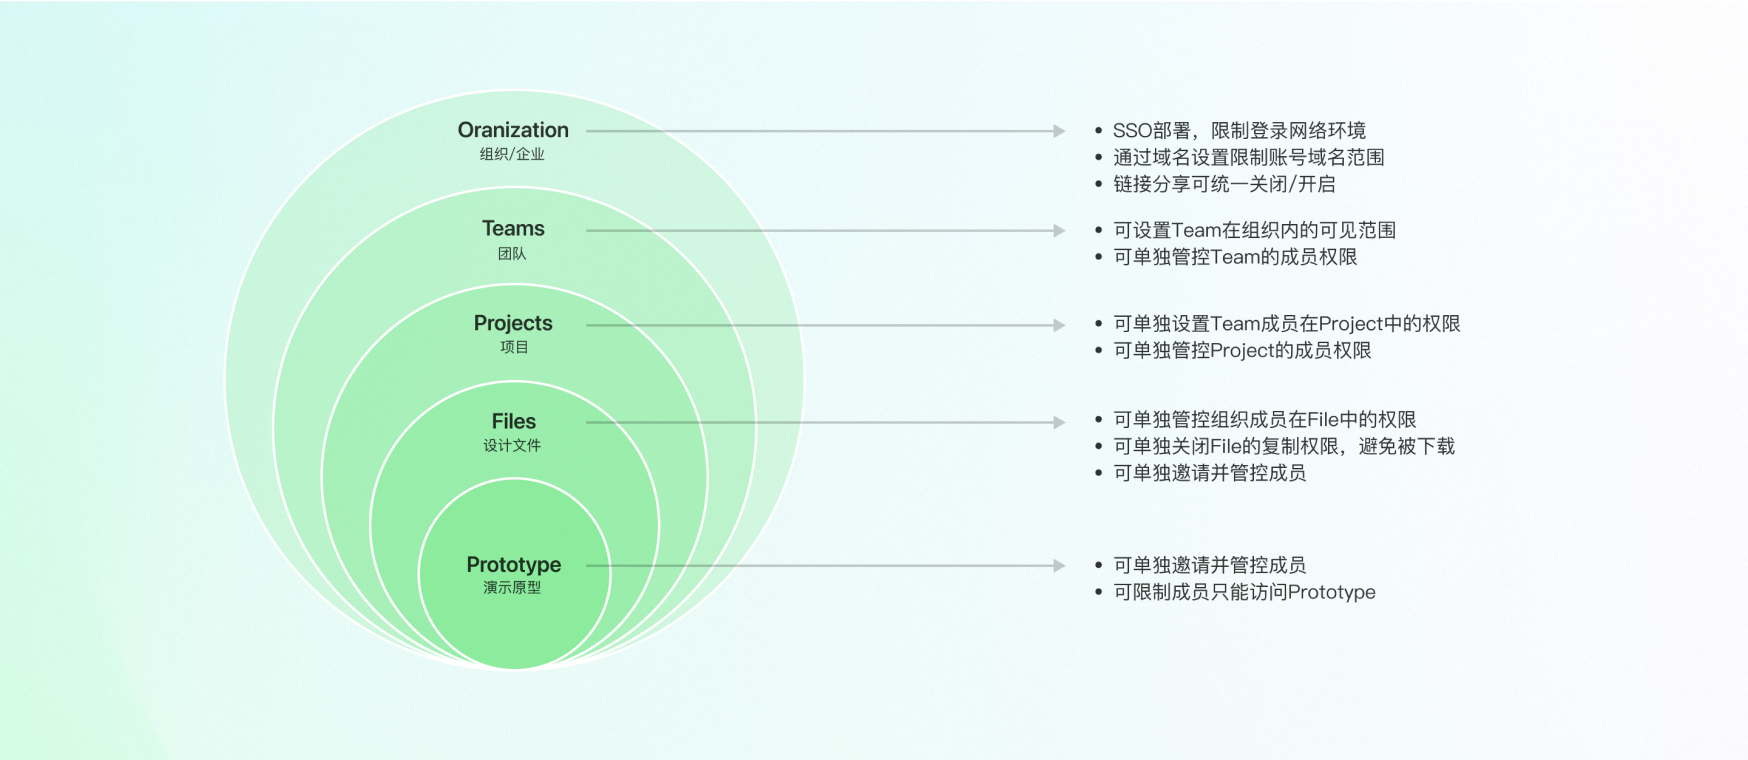 Oranization
组织/企业
• SSO部署，限制登录网络环境
• 通过域名设置限制账号域名范围
• 链接分享可统一关闭/开启
Teams
团队
• 可设置Team在组织内的可见范围
• 可单独管控Team的成员权限
Projects
项目
• 可单独设置Team成员在Project中的权限
• 可单独管控Project的成员权限
Files
设计文件
• 可单独管控组织成员在File中的权限
• 可单独关闭File的复制权限，避免被下载
• 可单独邀请并管控成员
Prototype
演示原型
• 可单独邀请并管控成员
• 可限制成员只能访问Prototype